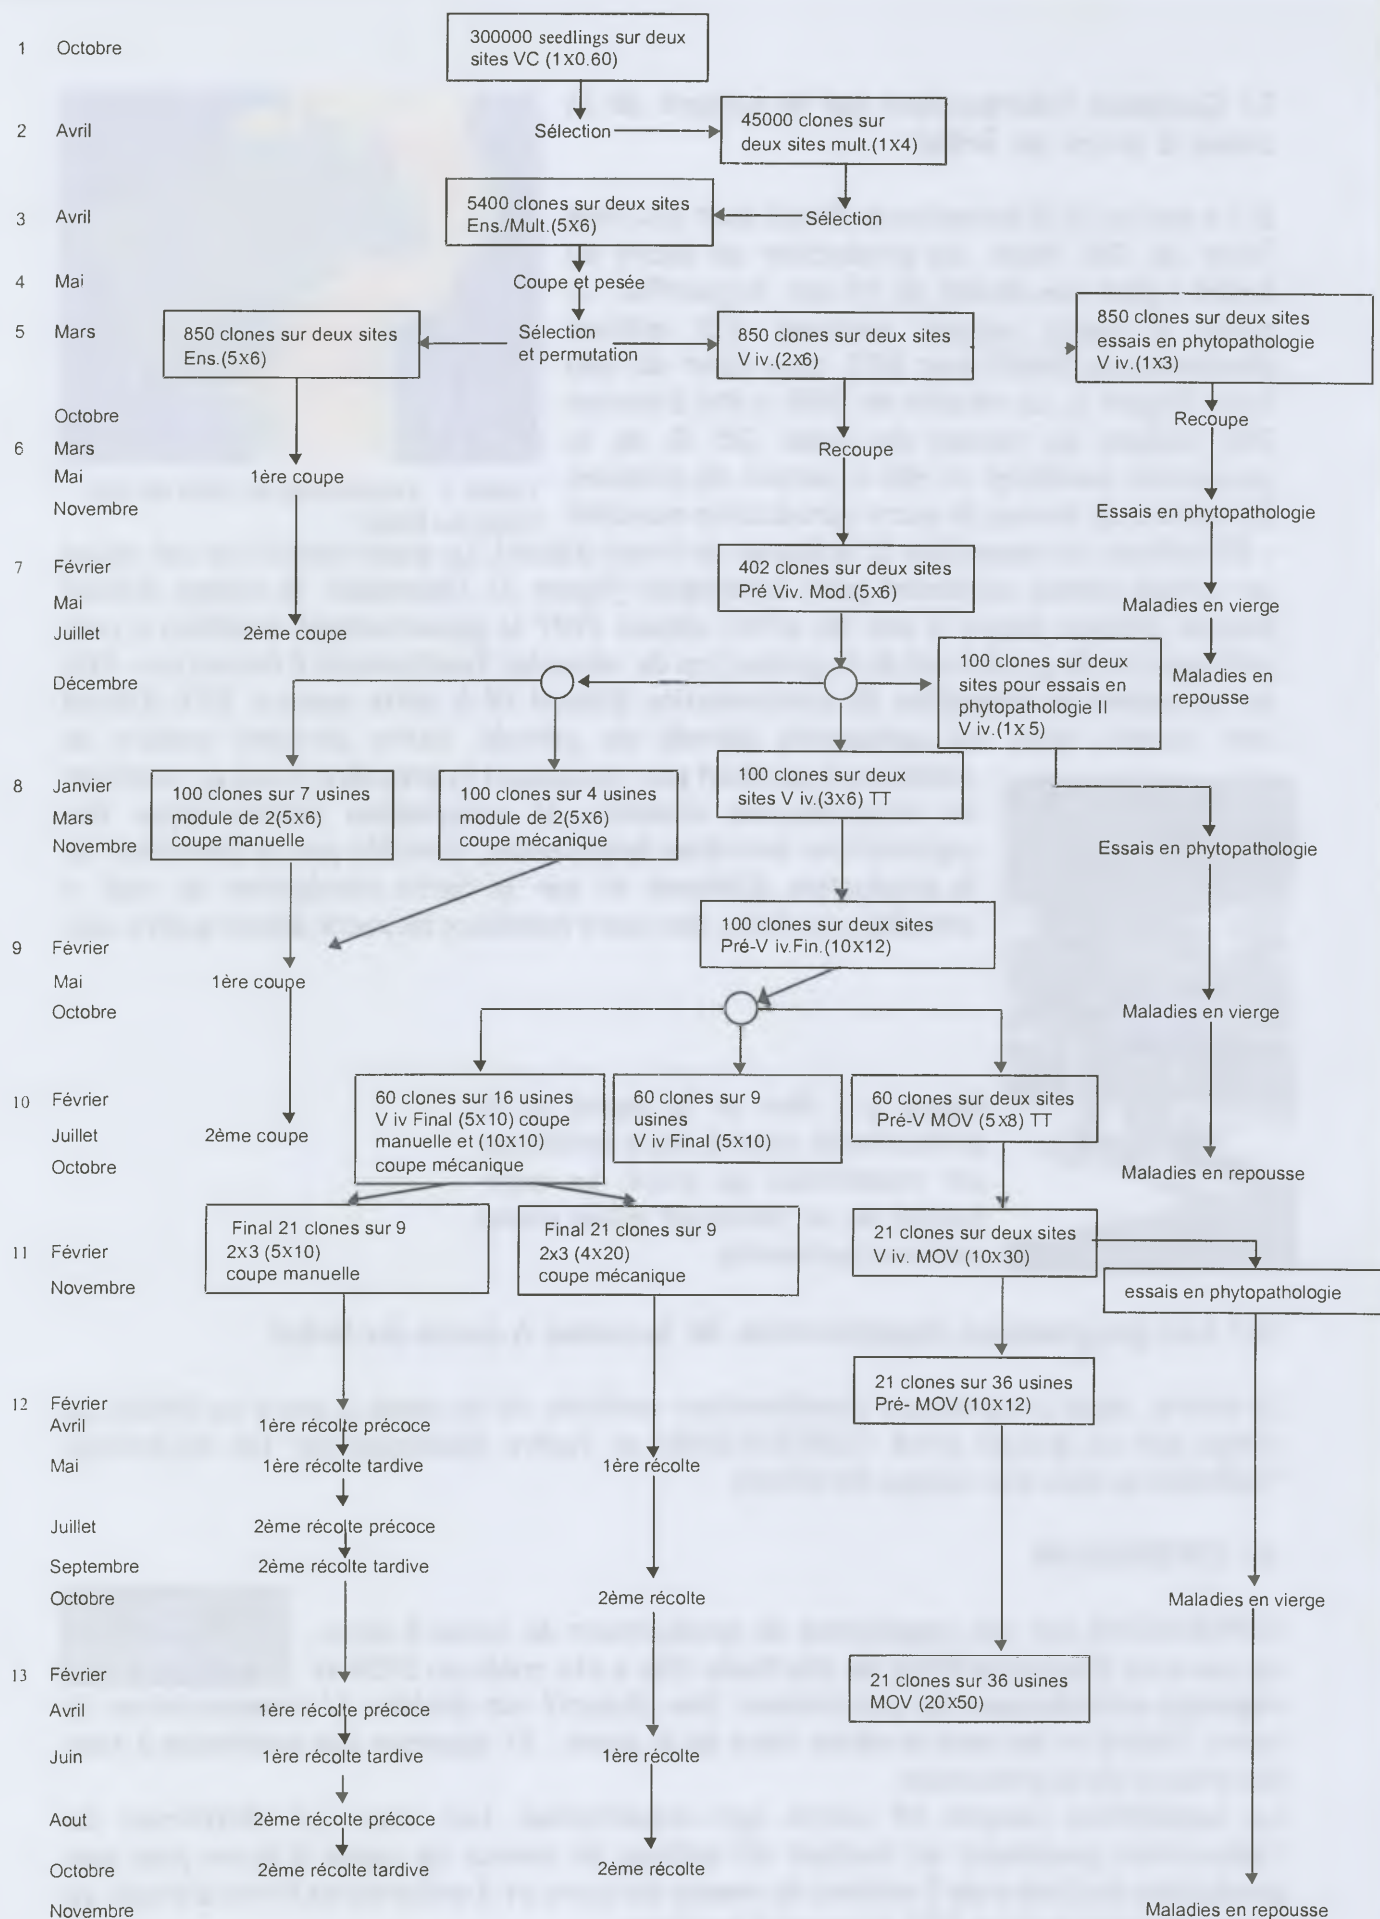 1 Octobre
300000 seedlings sur deux
sites VC (1X0.60)
2 Avril
Sélection
45000 clones sur
deux sites mult.(1X4)
3 Avril
5400 clones sur deux sites
Ens./Mult.(5X6)
Sélection
4 Mai
Coupe et pesée
5 Mars
850 clones sur deux sites
Ens.(5X6)
Sélection
et permutation
850 clones sur deux sites
V iv.(2X6)
850 clones sur deux sites
essais en phytopathologie
V iv.(1X3)
Octobre
Recoupe
6 Mars
Recoupe
Mai
1ère coupe
Novembre
Essais en phytopathologie
7 Février
402 clones sur deux sites
Pré Viv. Mod.(5X6)
Mai
Maladies en vierge
Juillet
2ème coupe
Décembre
100 clones sur deux
sites pour essais en
phytopathologie II
V iv.(1X5)
Maladies en
repousse
8 Janvier
Mars
Novembre
100 clones sur 7 usines
module de 2(5X6)
coupe manuelle
100 clones sur 4 usines
module de 2(5X6)
coupe mécanique
100 clones sur deux
sites V iv.(3X6) TT
Essais en phytopathologie
9 Février
100 clones sur deux sites
Pré-V iv.Fin.(10X12)
Mai
1ère coupe
Octobre
Maladies en vierge
10 Février
60 clones sur 16 usines
V iv Final (5X10) coupe
manuelle et (10X10)
coupe mécanique
60 clones sur 9
usines
V iv Final (5X10)
60 clones sur deux sites
Pré-V MOV (5X8) TT
Juillet
2ème coupe
Octobre
Maladies en repousse
11 Février
Final 21 clones sur 9
2X3 (5X10)
coupe manuelle
Final 21 clones sur 9
2x3 (4X20)
coupe mécanique
21 clones sur deux sites
V iv. MOV (10X30)
Novembre
essais en phytopathologie
12 Février
21 clones sur 36 usines
Pré- MOV (10X12)
Avril
1ère récolte précoce
Mai
1ère récolte tardive
1ère récolte
Juillet
2ème récolte précoce
Septembre
2ème récolte tardive
Octobre
2ème récolte
Maladies en vierge
13 Février
21 clones sur 36 usines
MOV (20X50)
Avril
1ère récolte précoce
Juin
1ère récolte tardive
1ère récolte
Aout
2ème récolte précoce
Octobre
2ème récolte tardive
2ème récolte
Novembre
Maladies en repousse